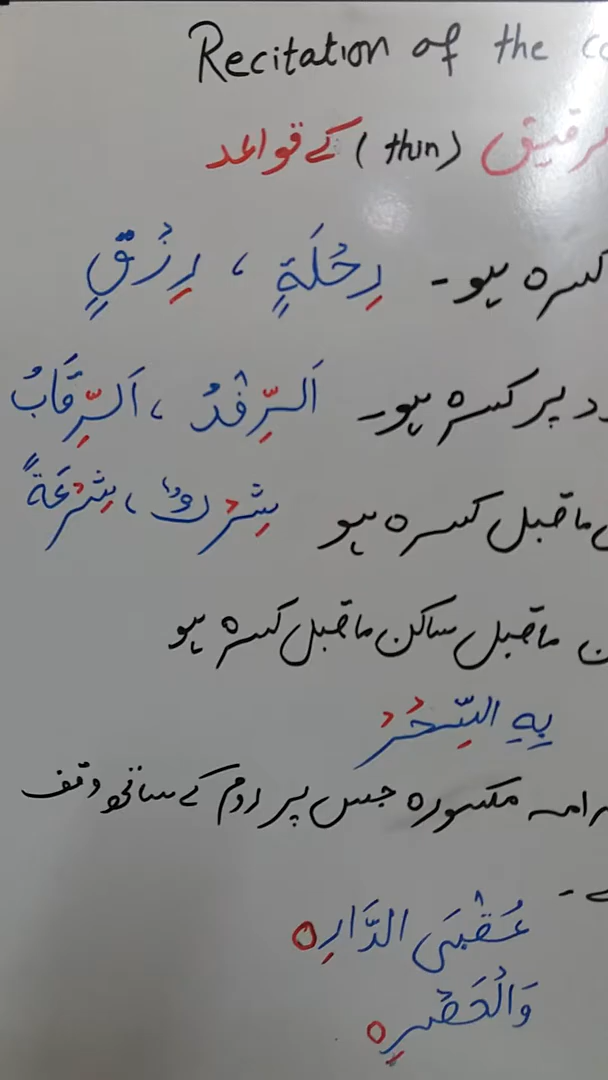 Recitation of the
ترقیق (thin) کے قواعد
کسرہ ہو۔ رِحْلَةٍ ، رِزْقٍ
پر کسرہ ہو۔ اَلرِّفْدُ ، اَلرِّقَابُ
ماقبل کسرہ ہو شِرْكٌ ، شِرْعَةً
ماقبل ساکن ماقبل کسرہ ہو
بِهِ السِّحْرْ
مکسورہ جس پر روم کے ساتھ وقف
عُقْبَى الدَّارِ ه
وَالْعَصْرِ ه